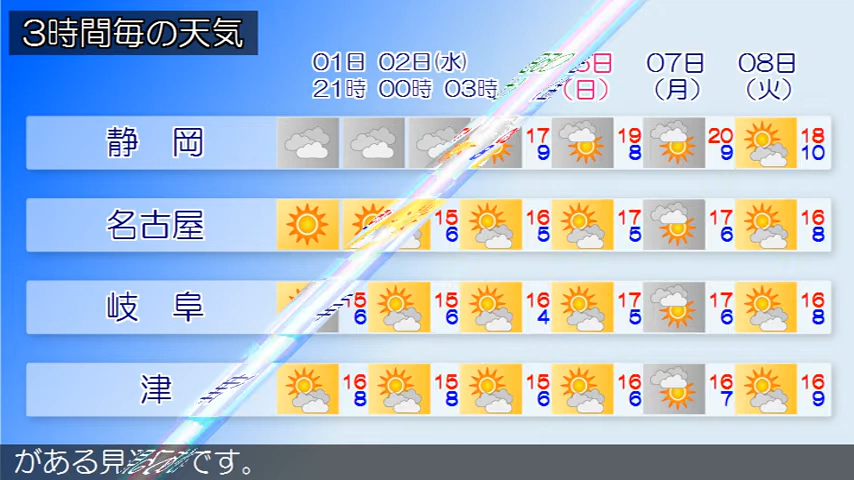 3時間毎の天気
01日 02日(水) 日 07日 08日
21時 00時 03時 (日) (月) (火)
静岡 17 9 19 8 20 9 18 10
名古屋 15 6 16 5 17 5 17 6 16 8
岐阜 15 6 15 6 16 4 17 5 17 6 16 8
津 16 8 15 8 15 6 16 6 16 7 16 9
がある見です。